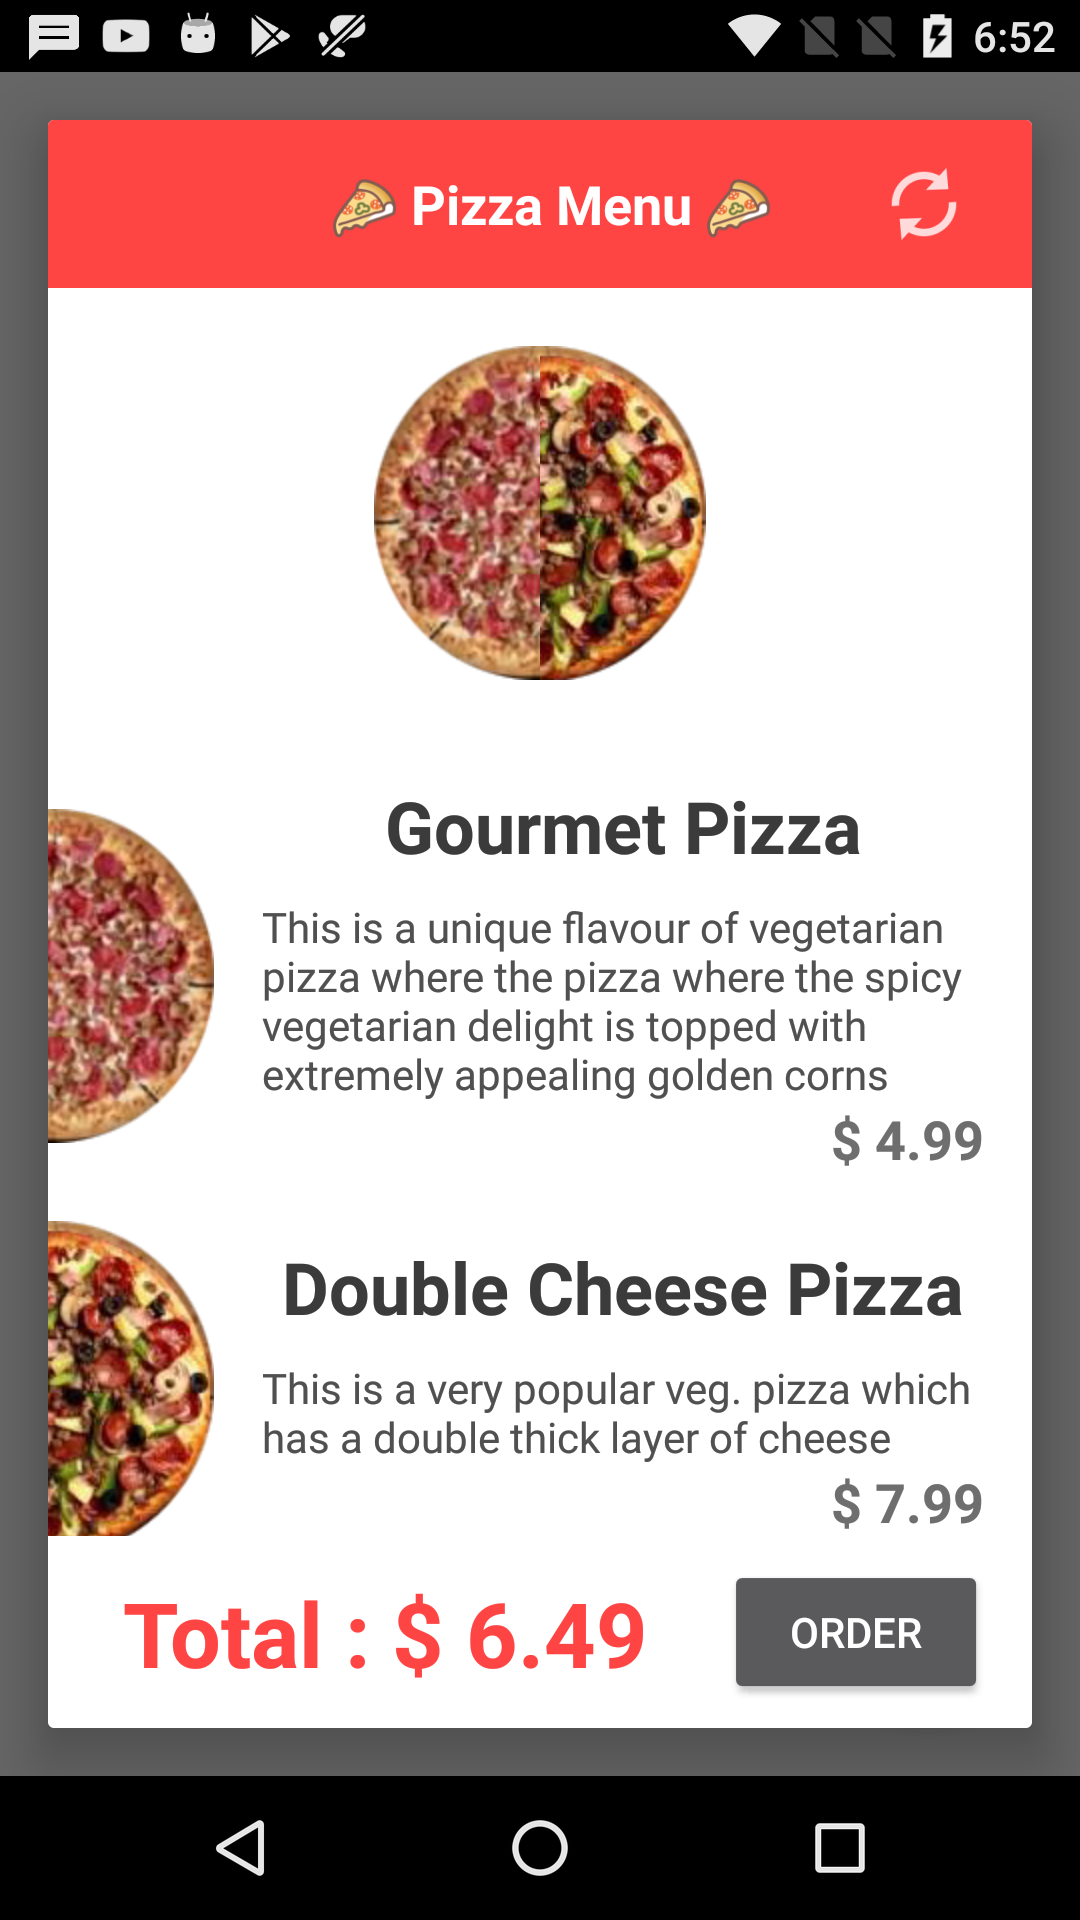 6:52
🍕 Pizza Menu 🍕
Gourmet Pizza
This is a unique flavour of vegetarian
pizza where the pizza where the spicy
vegetarian delight is topped with
extremely appealing golden corns
$ 4.99
Double Cheese Pizza
This is a very popular veg. pizza which
has a double thick layer of cheese
$ 7.99
Total : $ 6.49
ORDER